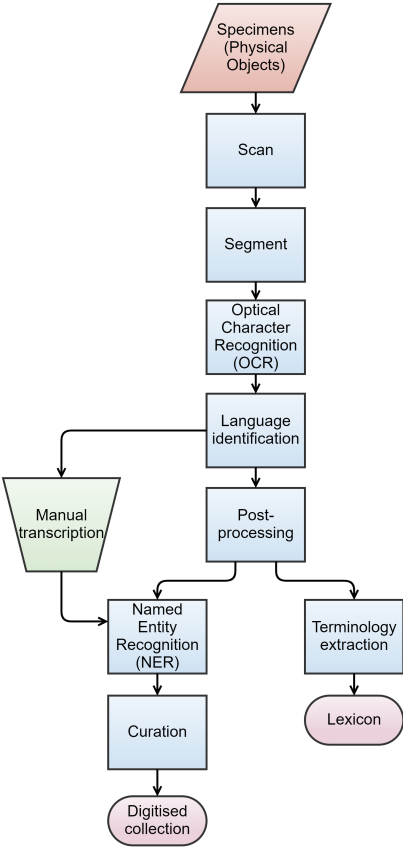 Specimens
(Physical
Objects)
Scan
Segment
Optical
Character
Recognition
(OCR)
Language
identification
Manual
transcription
Post-
processing
Named
Entity
Recognition
(NER)
Terminology
extraction
Curation
Lexicon
Digitised
collection